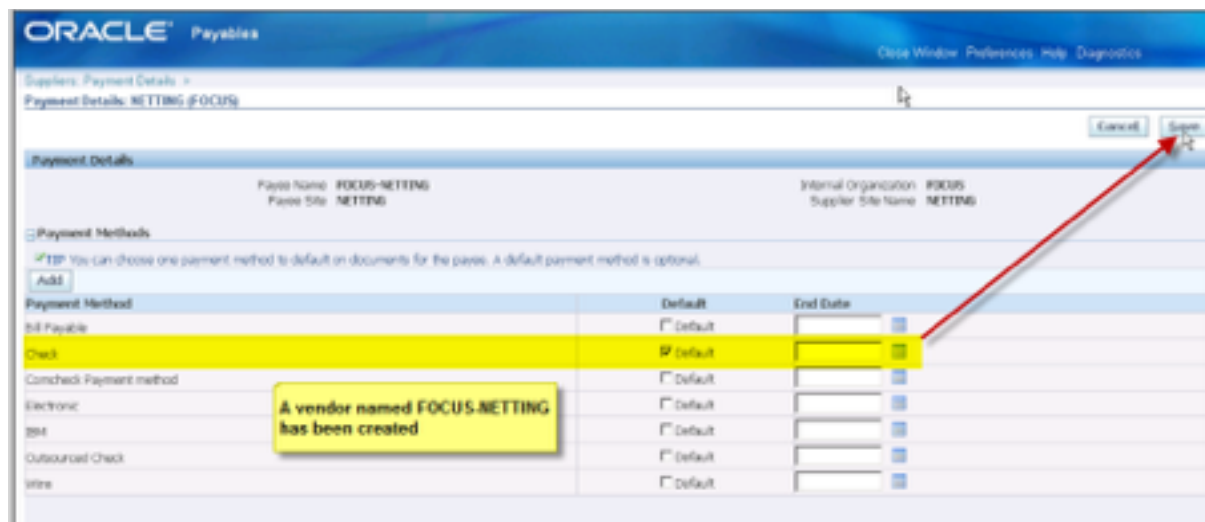 ORACLE Payables
Close Window Preferences Help Diagnostics
Suppliers: Payment Details >
Payment Details: NETTING (FOCUS)
Cancel Save
Payment Details
Payee Name FOCUS-NETTING Internal Organization FOCUS
Payee Site NETTING Supplier Site Name NETTING
Payment Methods
TIP You can choose one payment method to default on documents for the payee. A default payment method is optional.
Add
Payment Method Default End Date
Bill Payable Default
Check Default
Comcheck Payment method Default
Electronic Default
A vendor named FOCUS-NETTING
has been created
Default
Outsourced Check Default
Wire Default